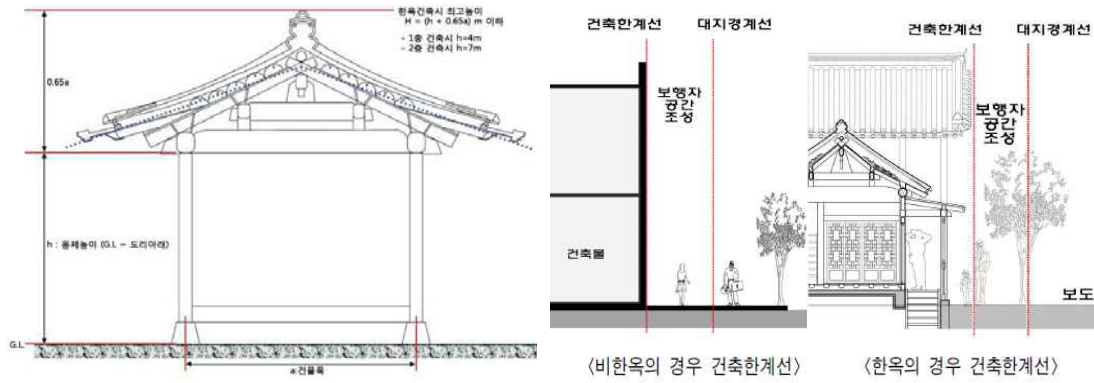 한옥건축시 최고높이
H = (h + 0.65a) m 이하
- 1층 건축시 h=4m
- 2층 건축시 h=7m
0.65a
h : 몸체높이 (G.L ~ 도리아래)
G.L
a:건물폭
건축한계선 대지경계선
보행자
공간
조성
건축물
〈비한옥의 경우 건축한계선〉
건축한계선 대지경계선
보행자
공간
조성
보도
〈한옥의 경우 건축한계선〉